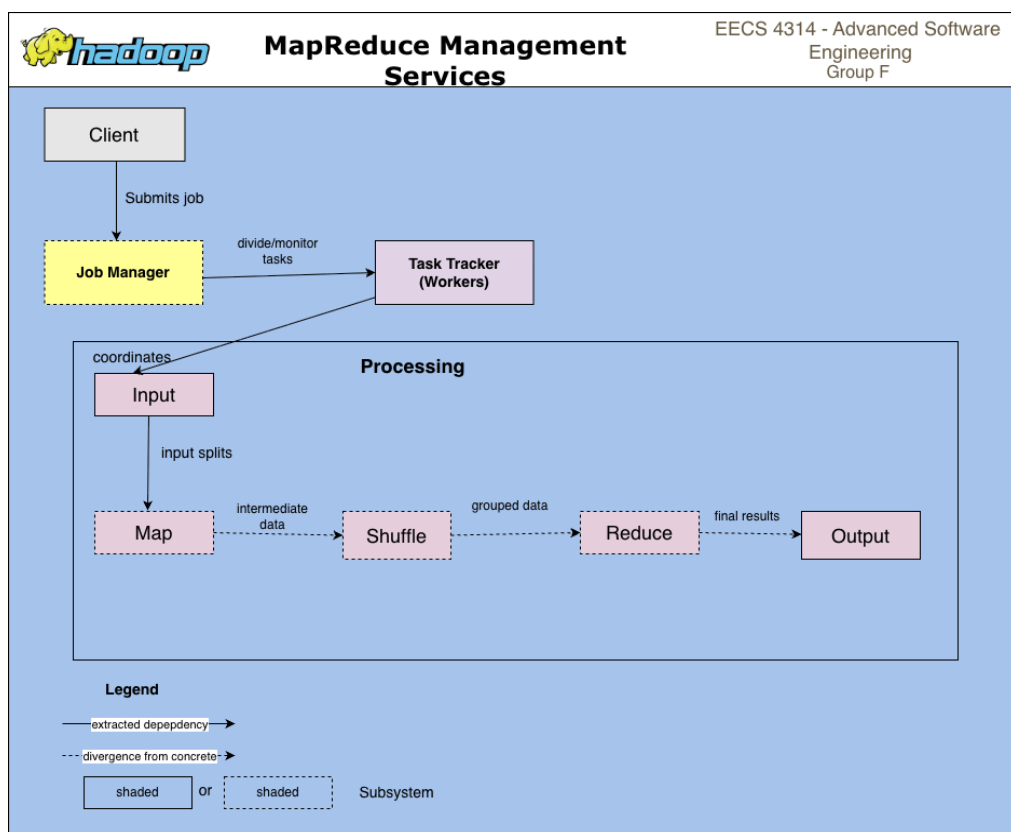 hadoop
MapReduce Management
Services
EECS 4314 - Advanced Software
Engineering
Group F
Client
Submits job
Job Manager
divide/monitor
tasks
Task Tracker
(Workers)
coordinates
Processing
Input
input splits
Map
intermediate
data
Shuffle
grouped data
Reduce
final results
Output
Legend
extracted depepdency
divergence from concrete
shaded
or
shaded
Subsystem